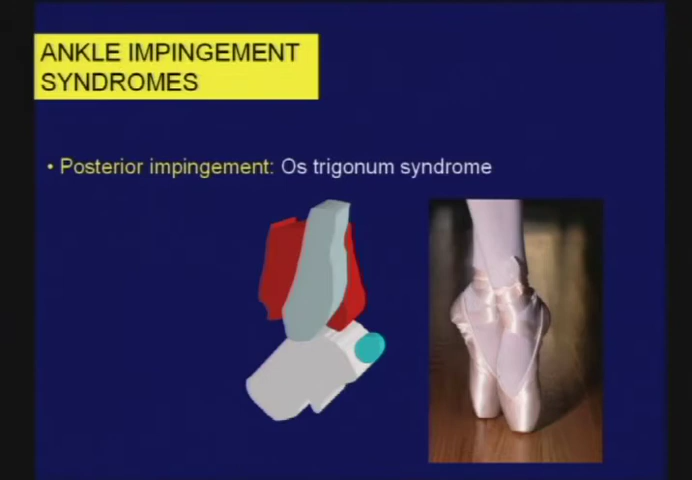 ANKLE IMPINGEMENT
SYNDROMES
• Posterior impingement: Os trigonum syndrome